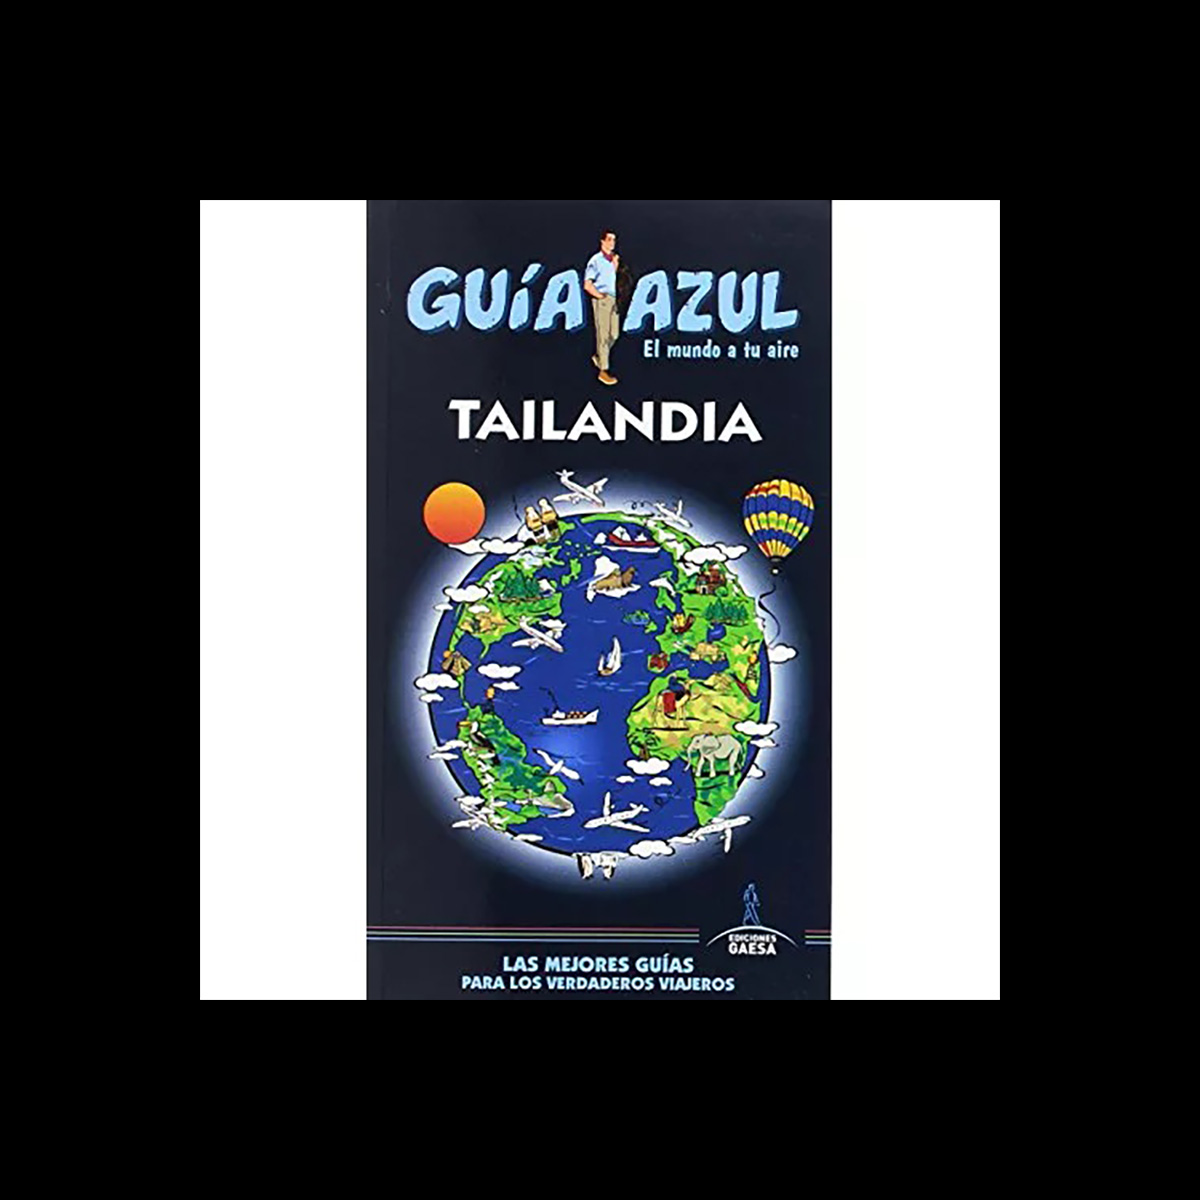 GUÍA AZUL
El mundo a tu aire
TAILANDIA
EDICIONES
GAESA
LAS MEJORES GUÍAS
PARA LOS VERDADEROS VIAJEROS